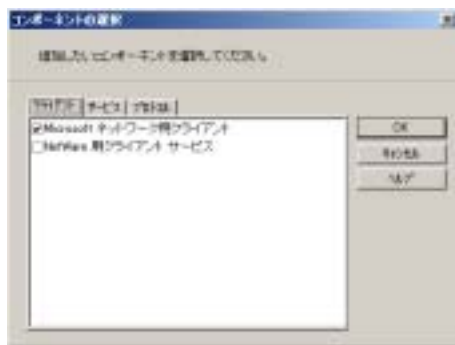 コンポーネントの選択
追加したいコンポーネントを選択してください。
クライアント サービス プロトコル
Microsoft ネットワーク用クライアント
NetWare 用クライアント サービス
OK
キャンセル
ヘルプ